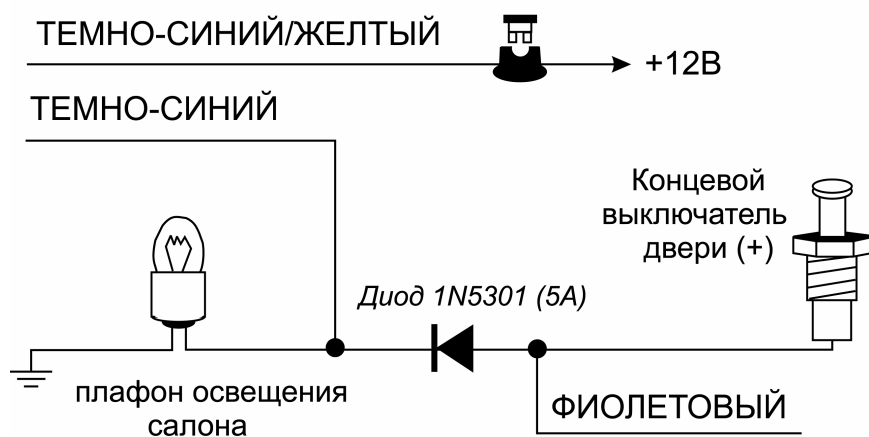 ТЕМНО-СИНИЙ/ЖЕЛТЫЙ
+12В
ТЕМНО-СИНИЙ
Концевой
выключатель
двери (+)
Диод 1N5301 (5А)
плафон освещения
салона
ФИОЛЕТОВЫЙ